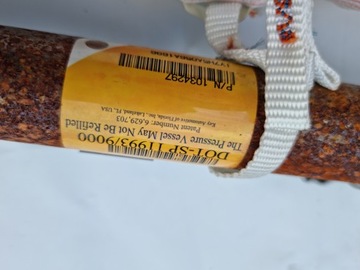 P/N 1034297
DOT-SP 11993/9000
The Pressure Vessel May Not Be Refilled
Patent Number: 5,629,703
Key Automotive of Florida Inc. Lakeland, FL, USA